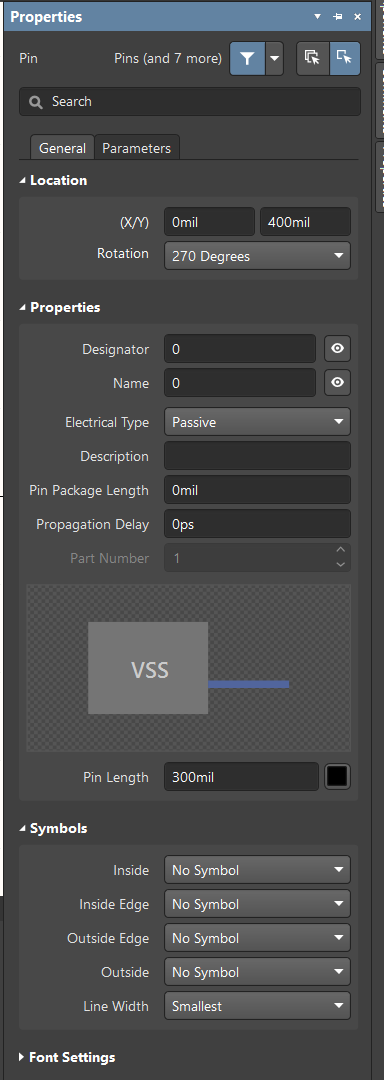 Properties
Pin Pins (and 7 more)
Search
General Parameters
Location
(X/Y) 0mil 400mil
Rotation 270 Degrees
Properties
Designator 0
Name 0
Electrical Type Passive
Description
Pin Package Length 0mil
Propagation Delay 0ps
Part Number 1
VSS
Pin Length 300mil
Symbols
Inside No Symbol
Inside Edge No Symbol
Outside Edge No Symbol
Outside No Symbol
Line Width Smallest
Font Settings